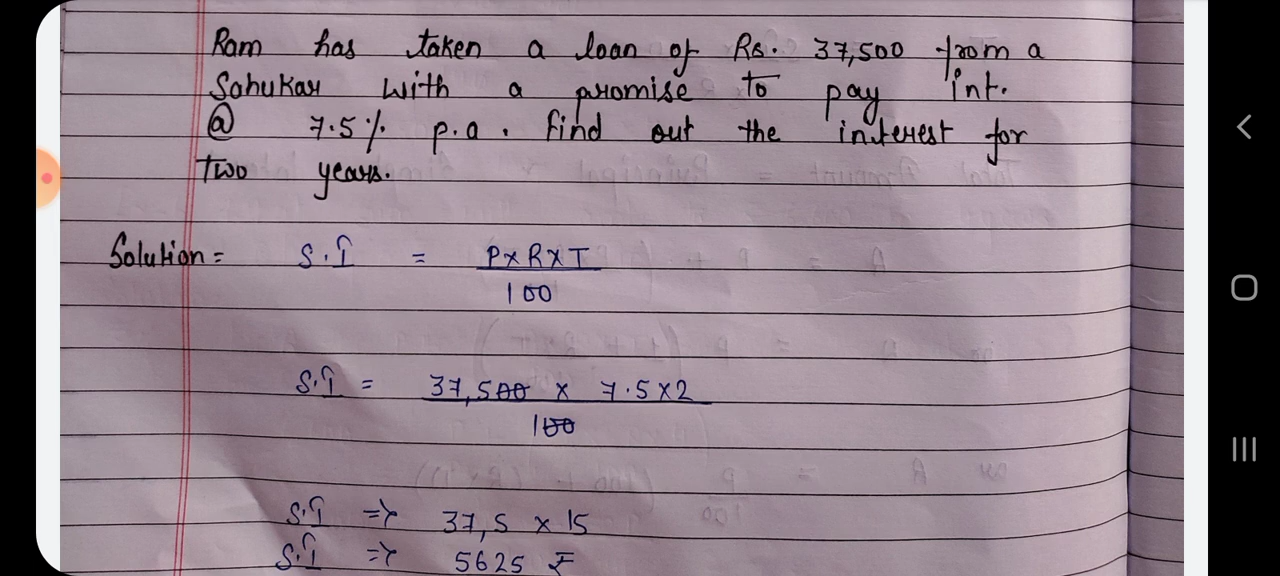 Ram has taken a loan of Rs. 37,500 from a
Sahukar with a promise to pay int.
@ 7.5% p.a. find out the interest for
Two years.
Solution = S.I = P x R x T
100
S.I = 37,500 x 7.5 x 2
100
S.I => 37,5 x 15
S.I => 5625 ₹